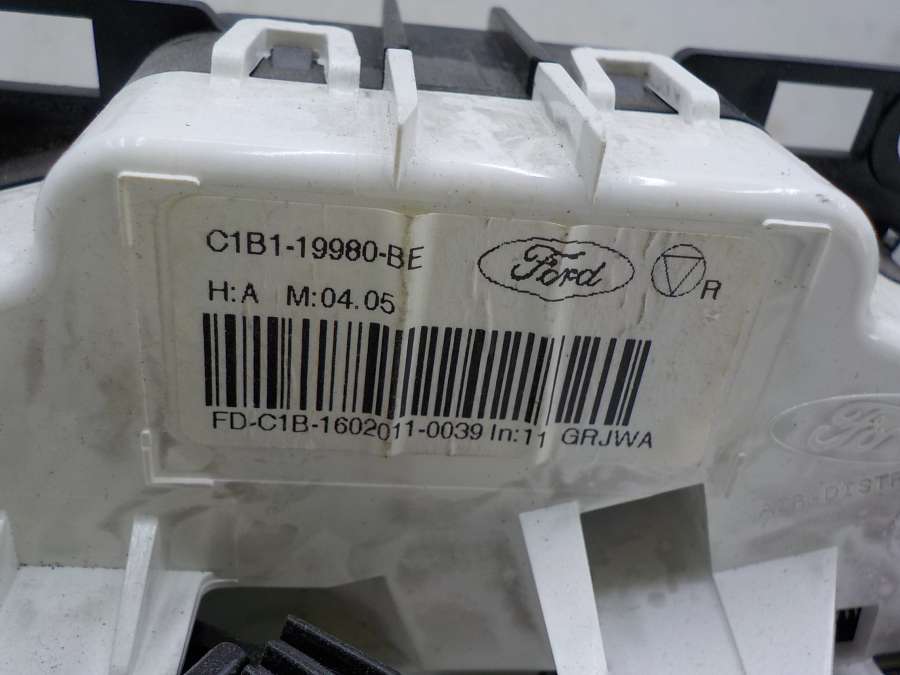 C1B1-19980-BE
Ford
R
H:A M:04.05
FD-C1B-1602011-0039 In:11 GRJWA